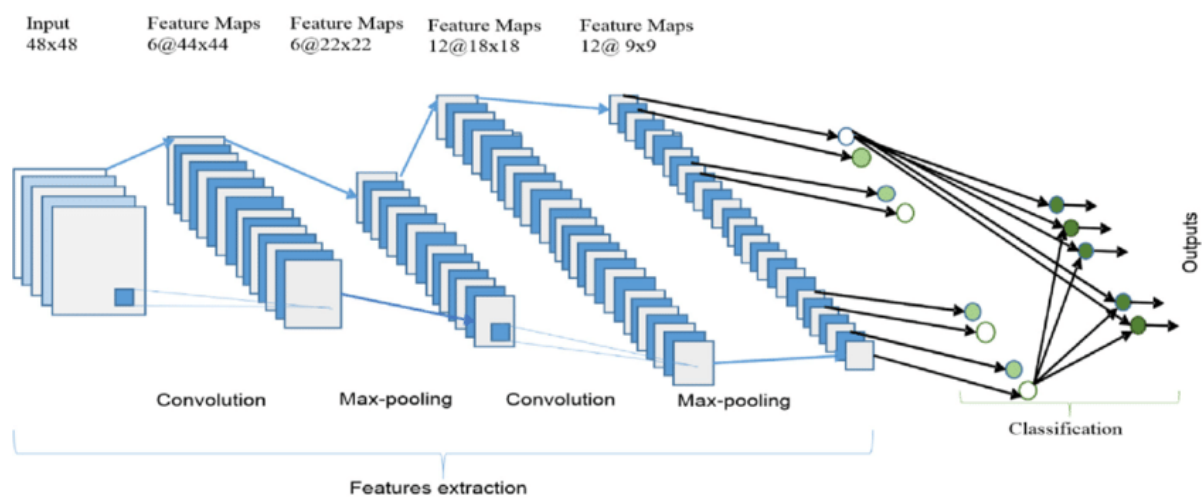 Input
48x48
Feature Maps
6@44x44
Feature Maps
6@22x22
Feature Maps
12@18x18
Feature Maps
12@ 9x9
Outputs
Convolution
Max-pooling
Convolution
Max-pooling
Classification
Features extraction